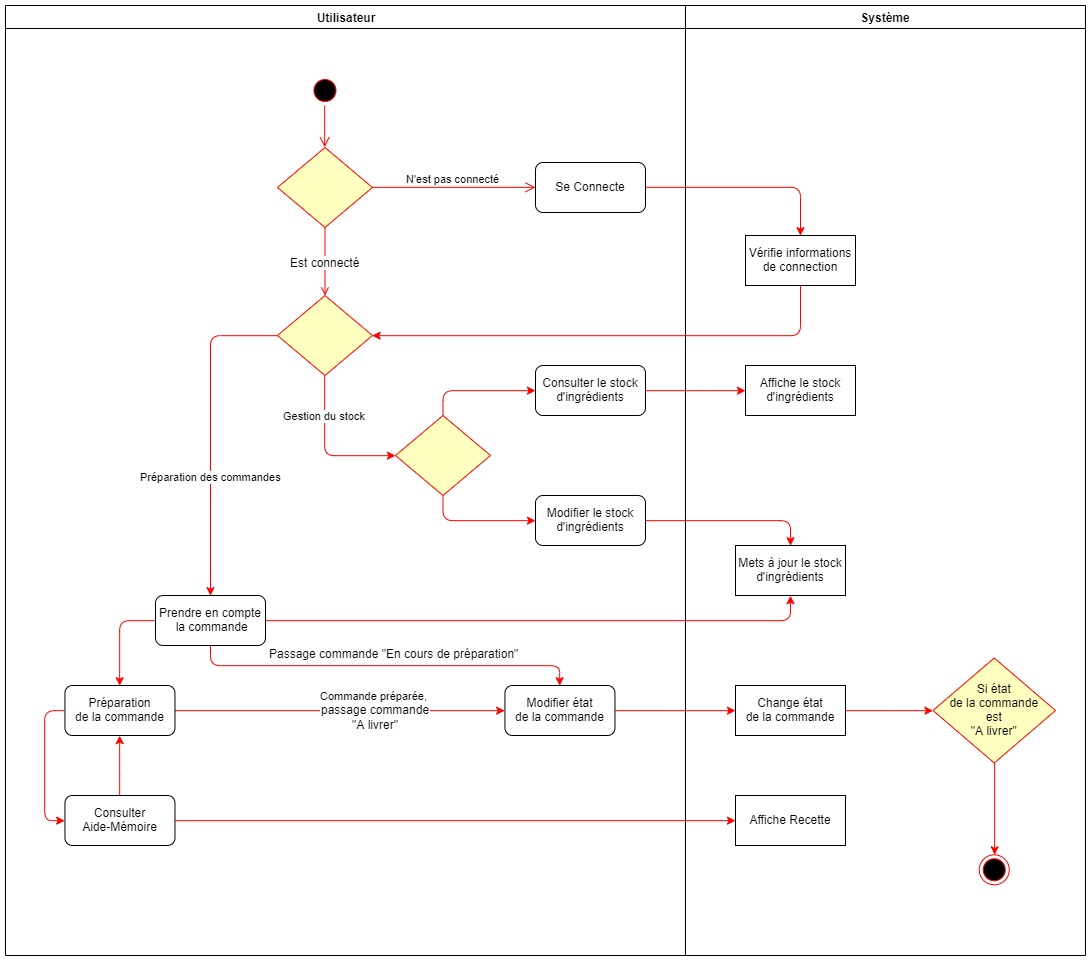 Utilisateur
Système
N'est pas connecté
Se Connecte
Vérifie informations
de connection
Est connecté
Consulter le stock
d'ingrédients
Affiche le stock
d'ingrédients
Gestion du stock
Préparation des commandes
Modifier le stock
d'ingrédients
Mets à jour le stock
d'ingrédients
Prendre en compte
la commande
Passage commande "En cours de préparation"
Préparation
de la commande
Commande préparée,
passage commande
"A livrer"
Modifier état
de la commande
Change état
de la commande
Si état
de la commande
est
"A livrer"
Consulter
Aide-Mémoire
Affiche Recette